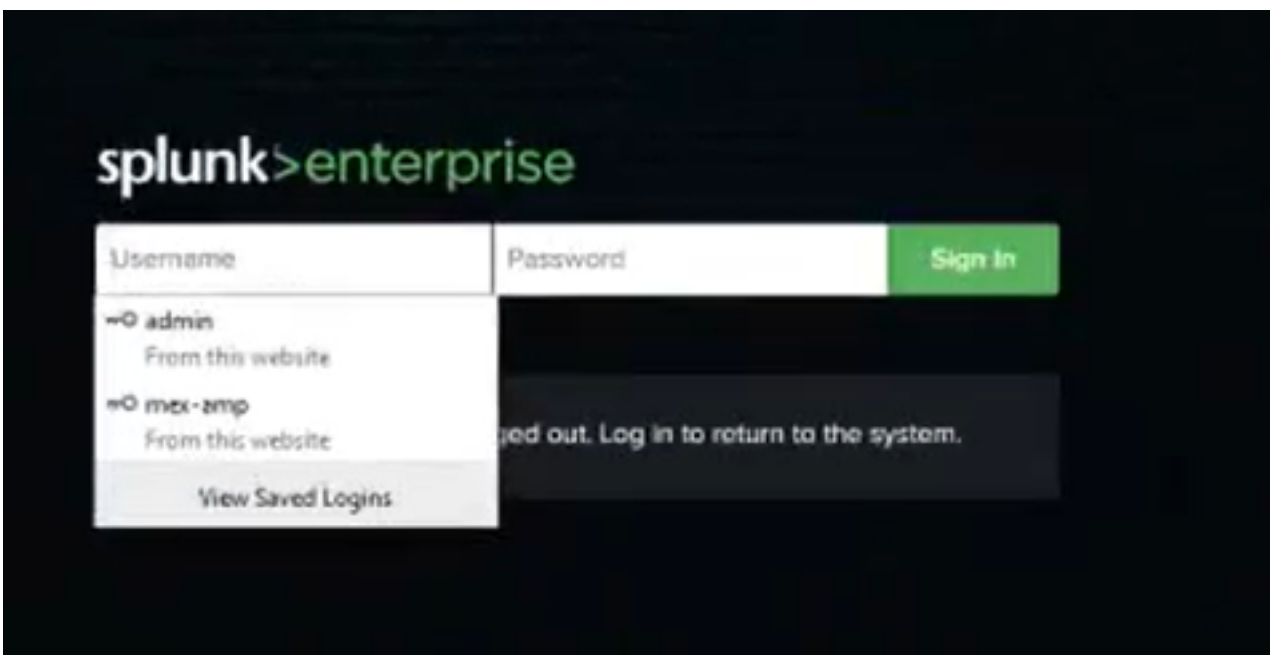 splunk>enterprise
Username
Password
Sign In
admin
From this website
mex-amp
From this website
View Saved Logins
ged out. Log in to return to the system.